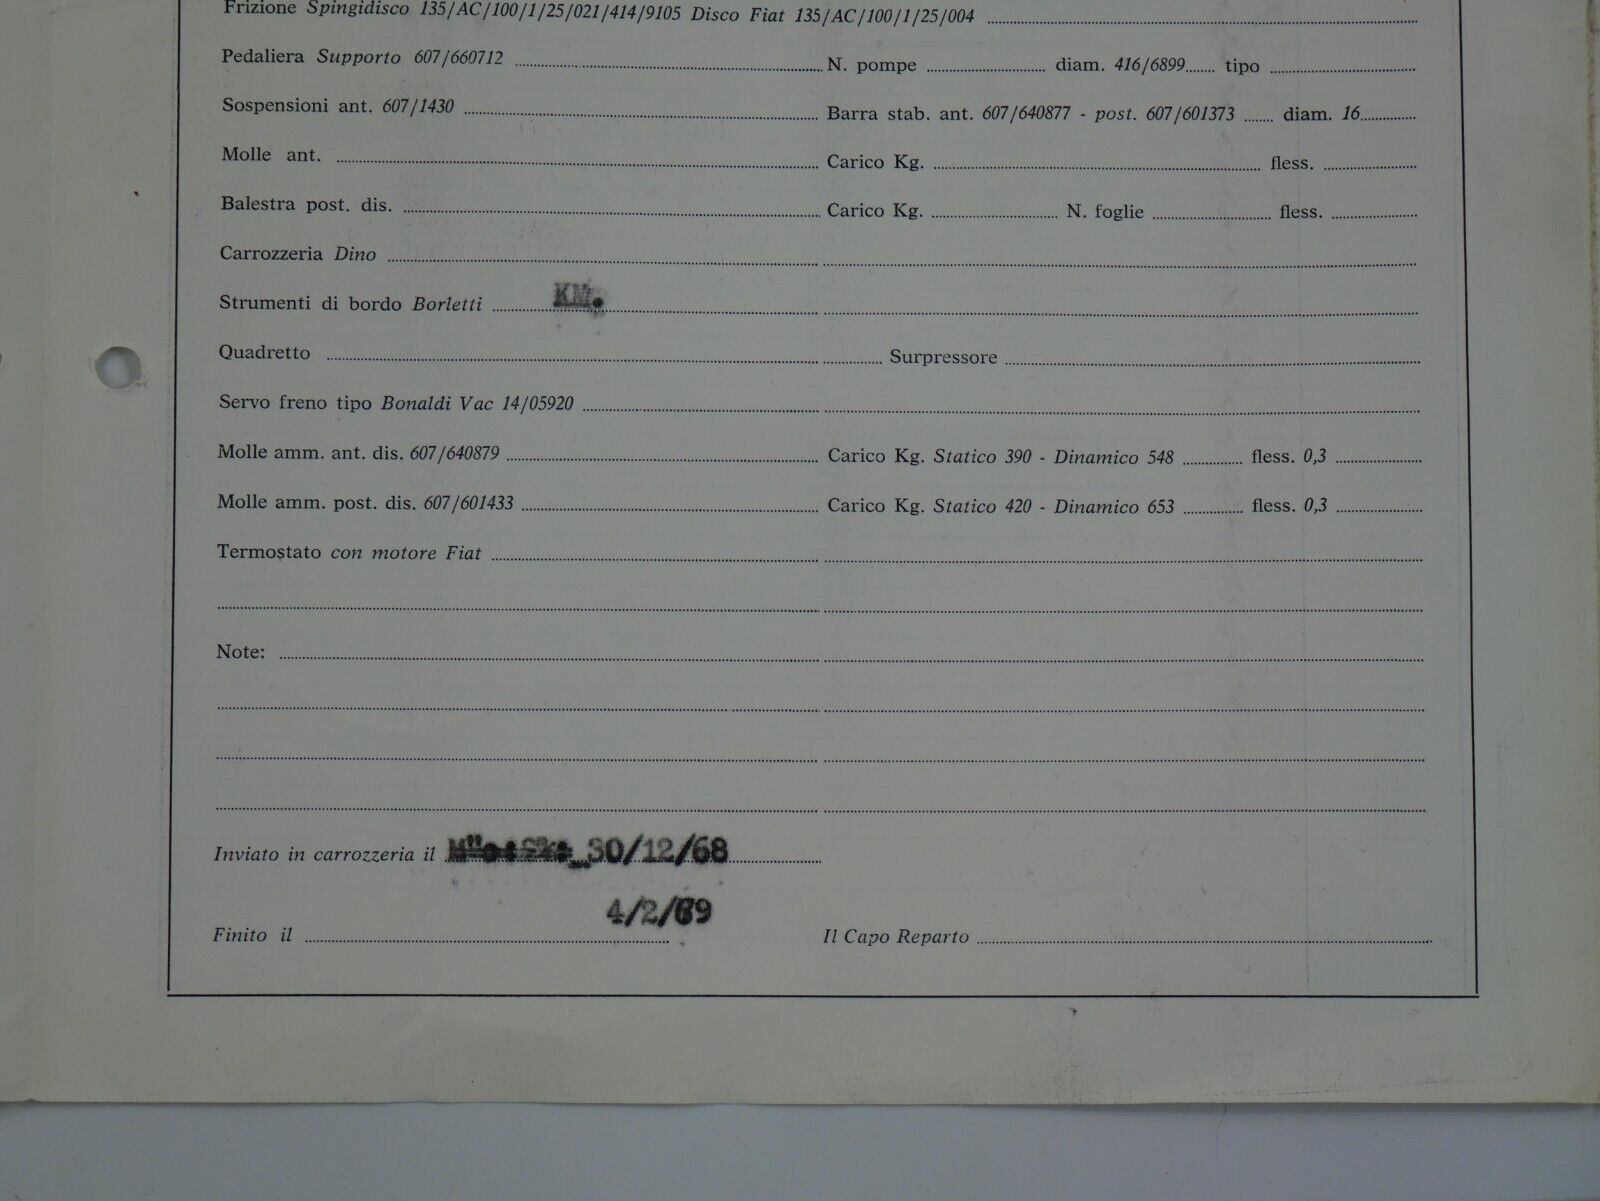 Frizione Spingidisco 135/AC/100/1/25/021/414/9105 Disco Fiat 135/AC/100/1/25/004
Pedaliera Supporto 607/660712 N. pompe diam. 416/6899 tipo
Sospensioni ant. 607/1430 Barra stab. ant. 607/640877 - post. 607/601373 diam. 16
Molle ant. Carico Kg. fless.
Balestra post. dis. Carico Kg. N. foglie fless.
Carrozzeria Dino
Strumenti di bordo Borletti KM.
Quadretto Surpressore
Servo freno tipo Bonaldi Vac 14/05920
Molle amm. ant. dis. 607/640879 Carico Kg. Statico 390 - Dinamico 548 fless. 0,3
Molle amm. post. dis. 607/601433 Carico Kg. Statico 420 - Dinamico 653 fless. 0,3
Termostato con motore Fiat
Note:
Inviato in carrozzeria il 30/12/68
4/2/69
Finito il Il Capo Reparto